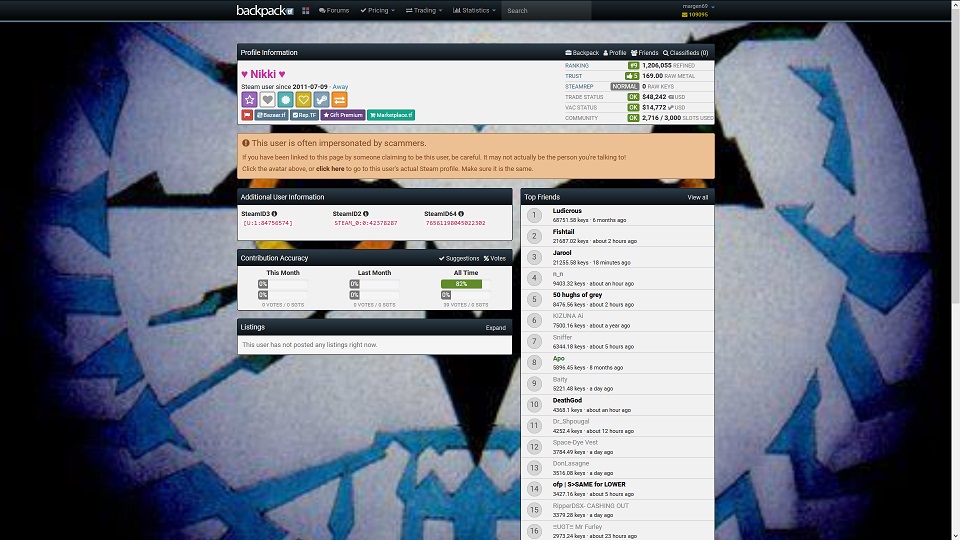 backpack.tf
Forums
Pricing
Trading
Statistics
Search
margen69
109095
Profile Information
Backpack
Profile
Friends
Classifieds (0)
♥ Nikki ♥
Steam user since 2011-07-09 · Away
Bazaar.tf
Rep.TF
Gift Premium
Marketplace.tf
RANKING #9 1,206,055 REFINED
TRUST 5 169.00 RAW METAL
STEAMREP NORMAL 0 RAW KEYS
TRADE STATUS OK $48,242 USD
VAC STATUS OK $14,772 USD
COMMUNITY OK 2,716 / 3,000 SLOTS USED
This user is often impersonated by scammers.
If you have been linked to this page by someone claiming to be this user, be careful. It may not actually be the person you're talking to!
Click the avatar above, or click here to go to this user's actual Steam profile. Make sure it is the same.
Additional User Information
SteamID3 SteamID2 SteamID64
[U:1:84756574] STEAM_0:0:42378287 76561198045022302
Contribution Accuracy
Suggestions
Votes
This Month Last Month All Time
0% 0% 82%
0% 0% 0%
0 VOTES / 0 SGTS 0 VOTES / 0 SGTS 39 VOTES / 0 SGTS
Listings
Expand
This user has not posted any listings right now.
Top Friends
View all
1 Ludicrous
68751.58 keys · 6 months ago
2 Fishtail
21687.02 keys · about 2 hours ago
3 Jarool
21255.58 keys · 18 minutes ago
4 n_n
9403.32 keys · about an hour ago
5 50 hughs of grey
8476.56 keys · about 2 hours ago
6 KIZUNA Ai
7500.16 keys · about a year ago
7 Sniffer
6344.18 keys · about 5 hours ago
8 Apo
5896.45 keys · 8 months ago
9 Baity
5221.48 keys · a day ago
10 DeathGod
4368.1 keys · about an hour ago
11 Dr_Shpougal
4252.4 keys · about 12 hours ago
12 Space-Dye Vest
3784.49 keys · a day ago
13 DonLasagne
3516.08 keys · a day ago
14 ofp | S>SAME for LOWER
3427.16 keys · about 5 hours ago
15 RipperDSX- CASHING OUT
3379.28 keys · a day ago
16 =UGT= Mr Furley
2973.24 keys · about 23 hours ago